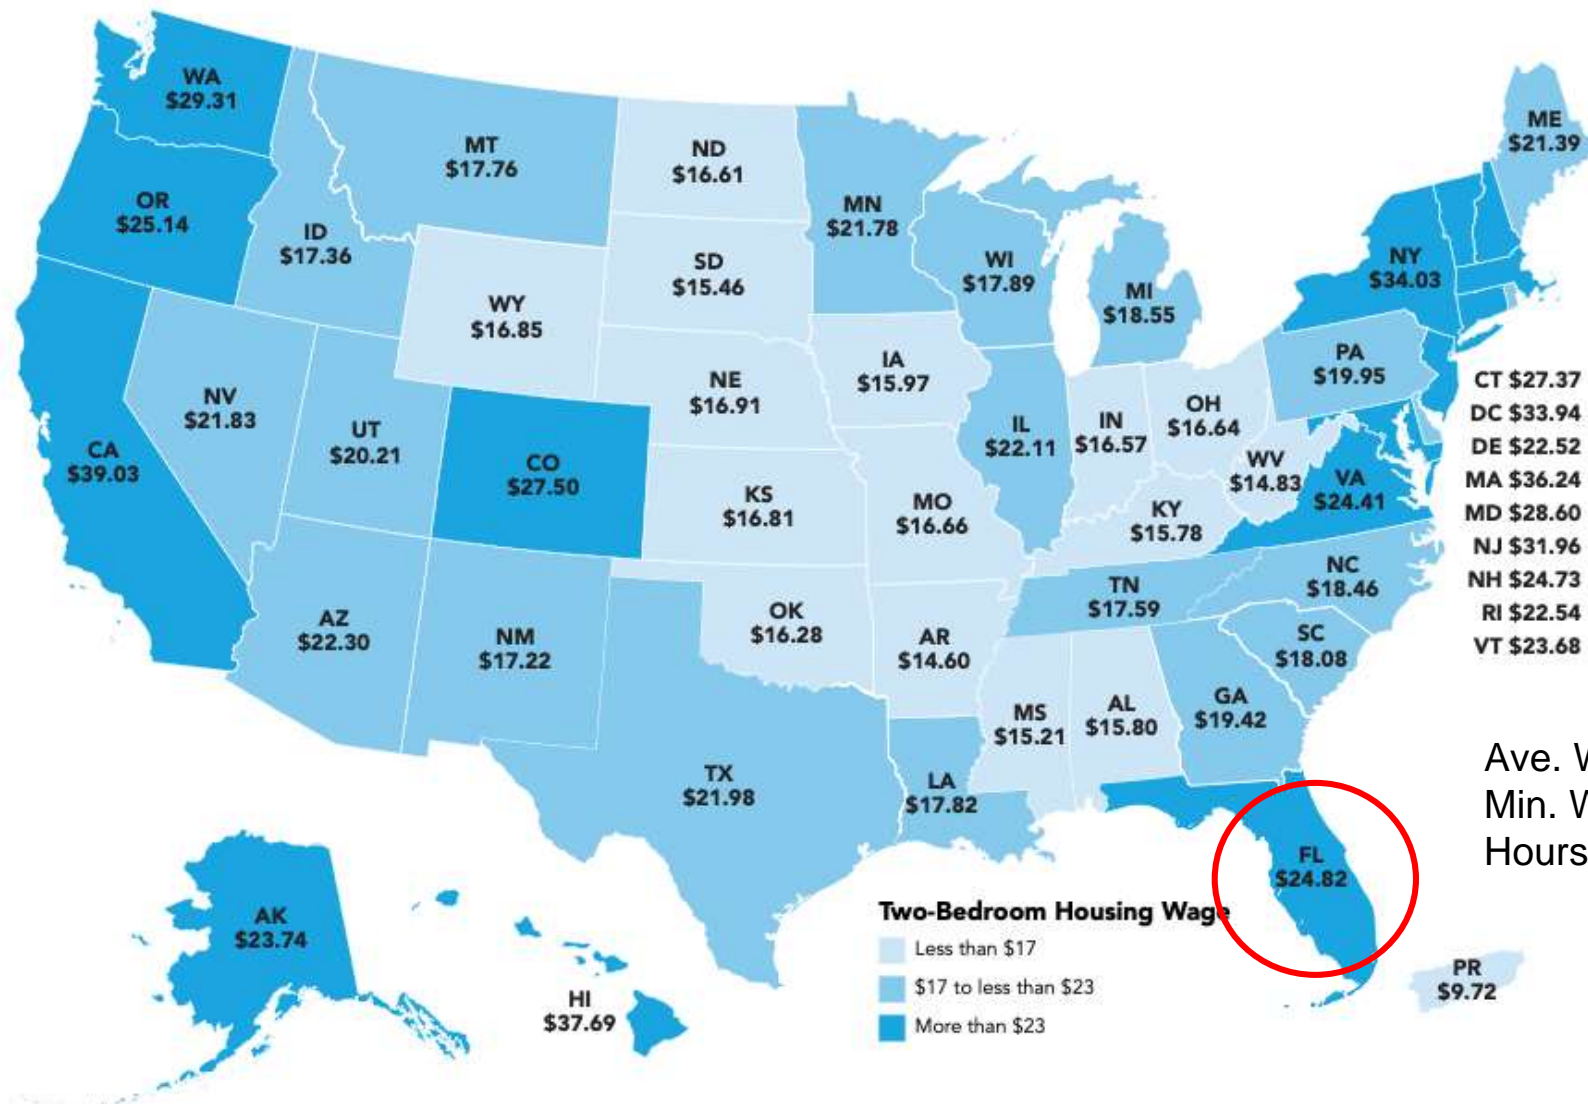 WA
$29.31
MT
$17.76
ND
$16.61
ME
$21.39
OR
$25.14
ID
$17.36
MN
$21.78
SD
$15.46
WI
$17.89
NY
$34.03
WY
$16.85
MI
$18.55
IA
$15.97
PA
$19.95
NV
$21.83
NE
$16.91
UT
$20.21
IL
$22.11
IN
$16.57
OH
$16.64
CA
$39.03
CO
$27.50
KS
$16.81
MO
$16.66
WV
$14.83
VA
$24.41
KY
$15.78
CT $27.37
DC $33.94
DE $22.52
MA $36.24
MD $28.60
NJ $31.96
NH $24.73
RI $22.54
VT $23.68
NC
$18.46
TN
$17.59
AZ
$22.30
NM
$17.22
OK
$16.28
AR
$14.60
SC
$18.08
MS
$15.21
AL
$15.80
GA
$19.42
TX
$21.98
LA
$17.82
Ave. W
Min. W
Hours
FL
$24.82
AK
$23.74
HI
$37.69
Two-Bedroom Housing Wage
Less than $17
$17 to less than $23
More than $23
PR
$9.72